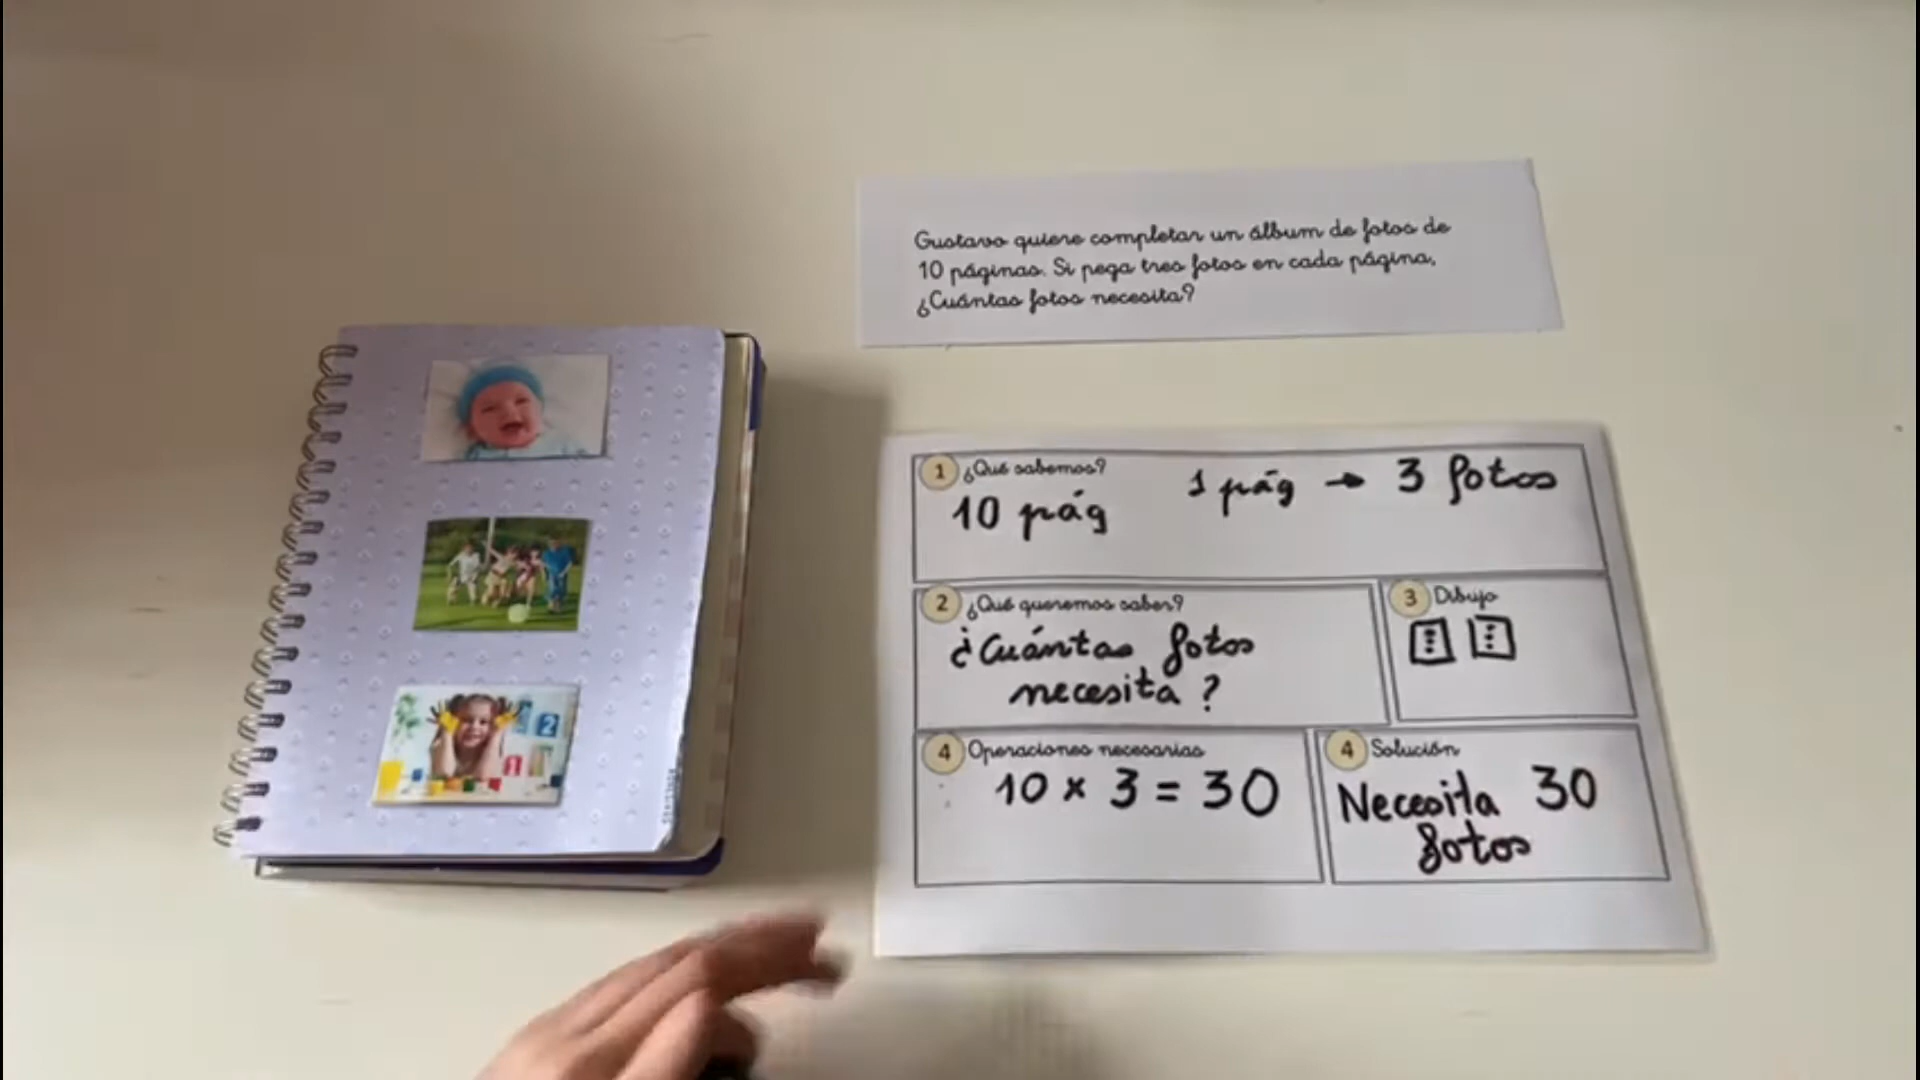 Gustavo quiere completar un álbum de fotos de
10 páginas. Si pega tres fotos en cada página,
¿Cuántas fotos necesita?
1 ¿Qué sabemos?
10 pág 1 pág → 3 fotos
2 ¿Qué queremos saber?
¿Cuántas fotos
necesita?
3 Dibujo
4 Operaciones necesarias
10 x 3 = 30
4 Solución
Necesita 30
fotos
2
1